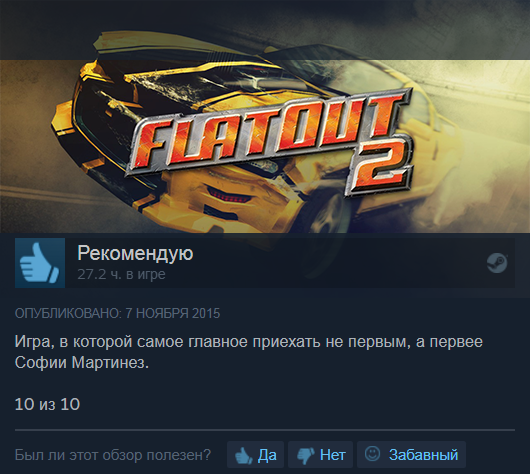 FLATOUT
2
Рекомендую
27.2 ч. в игре
ОПУБЛИКОВАНО: 7 НОЯБРЯ 2015
Игра, в которой самое главное приехать не первым, а первее
Софии Мартинез.
10 из 10
Был ли этот обзор полезен? Да Нет Забавный